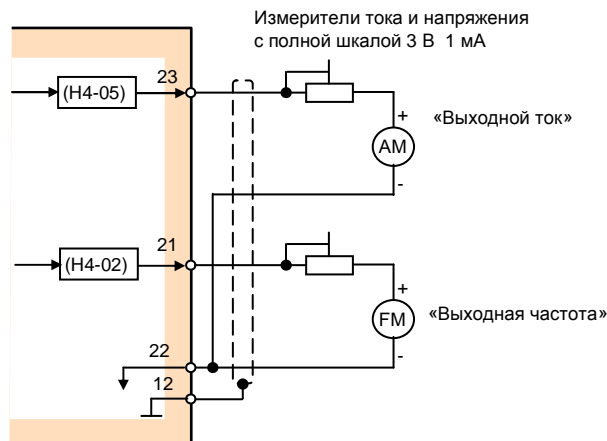 Измерители тока и напряжения
с полной шкалой 3 В 1 мА
23
(H4-05)
+
«Выходной ток»
AM
-
21
(H4-02)
+
FM
«Выходная частота»
-
22
12